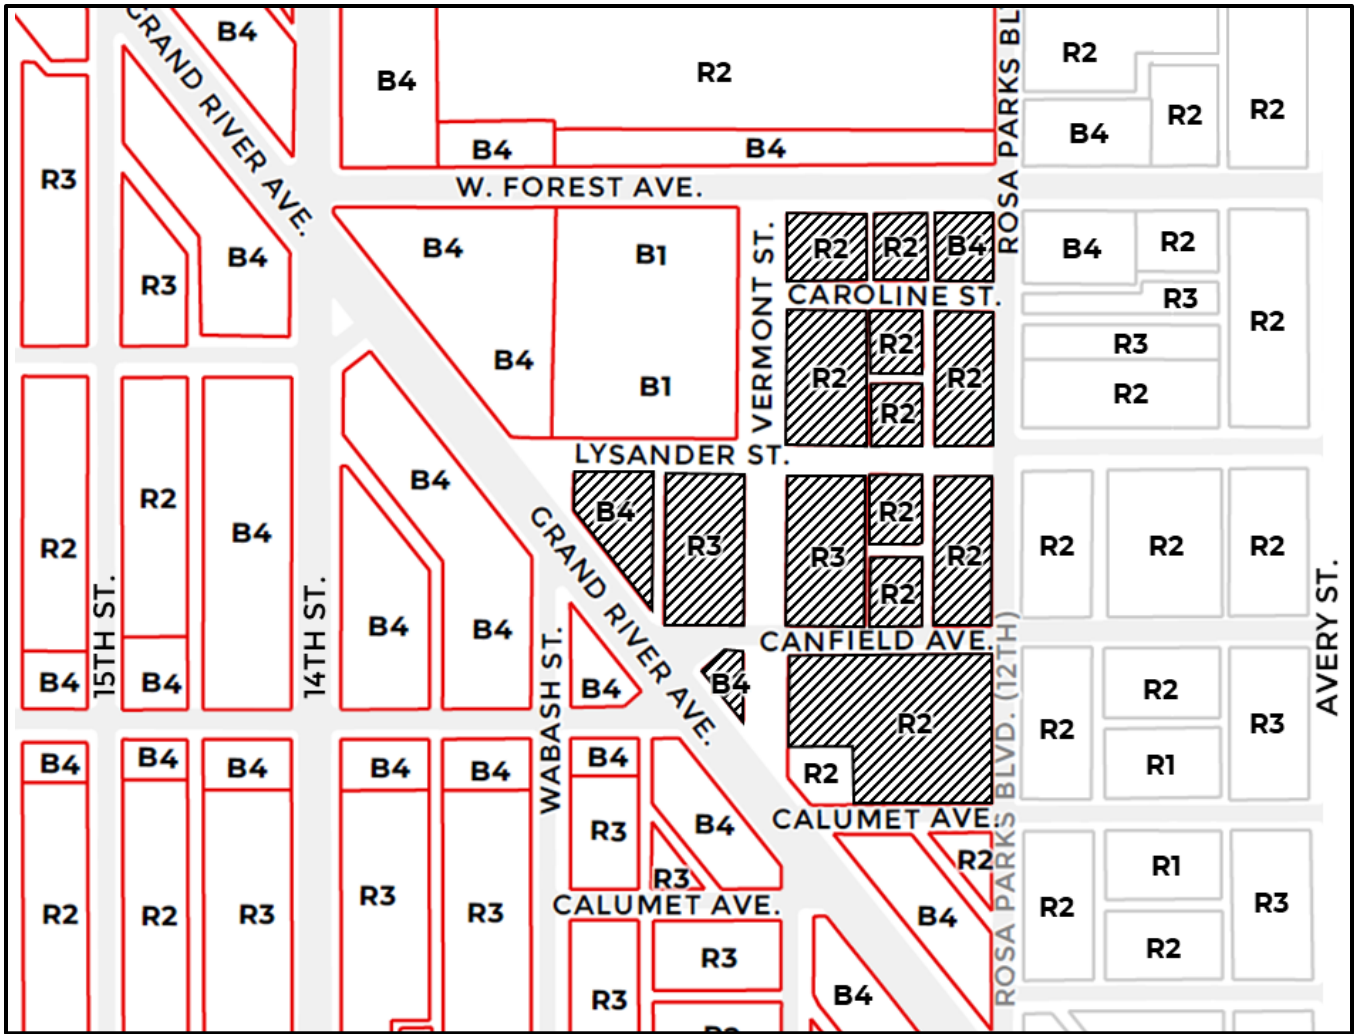 GRAND RIVER AVE.
B4
B4
R2
ROSA PARKS BL
R2
B4
R2
R2
B4
B4
R3
W. FOREST AVE.
B4
R3
B4
B1
VERMONT ST.
R2
R2
B4
B4
R2
R3
R2
CAROLINE ST.
B4
B1
R2
R2
R2
R2
R3
R2
LYSANDER ST.
B4
R2
B4
R2
B4
R3
R3
R2
R2
R2
R2
R2
R2
GRAND RIVER AVE.
15TH ST.
14TH ST.
B4
B4
WABASH ST.
CANFIELD AVE.
ROSA PARKS BLVD. (12TH)
AVERY ST.
B4
B4
B4
B4
R2
R2
R2
R1
R3
B4
B4
B4
B4
B4
B4
R2
CALUMET AVE.
R3
B4
R3
R2
ROSA PARKS BLVD. (12TH)
R2
R1
R2
R3
R2
R2
R3
R3
R3
CALUMET AVE.
B4
R3
R3
B4